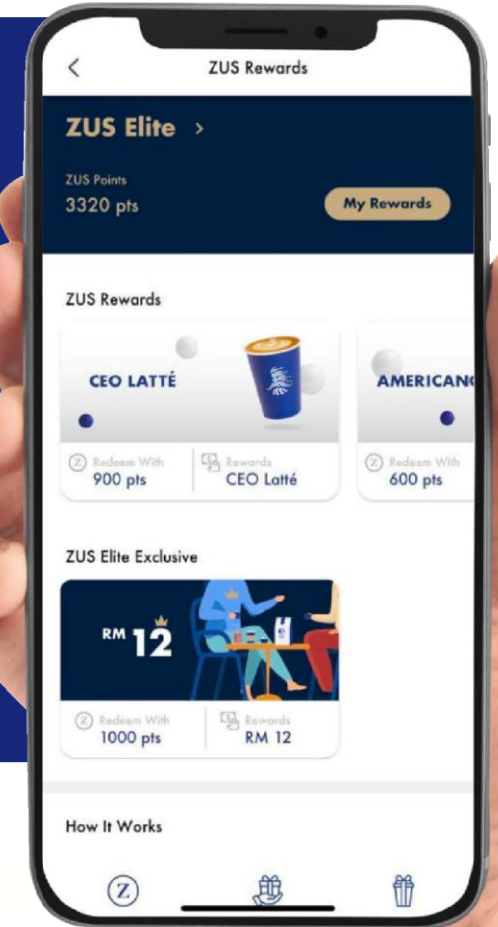 ZUS Rewards
ZUS Elite >
ZUS Points
3320 pts
My Rewards
ZUS Rewards
CEO LATTÉ
Redeem With
900 pts
Rewards
CEO Latté
AMERICANO
Redeem With
600 pts
ZUS Elite Exclusive
RM 12
Redeem With
1000 pts
Rewards
RM 12
How It Works
Z